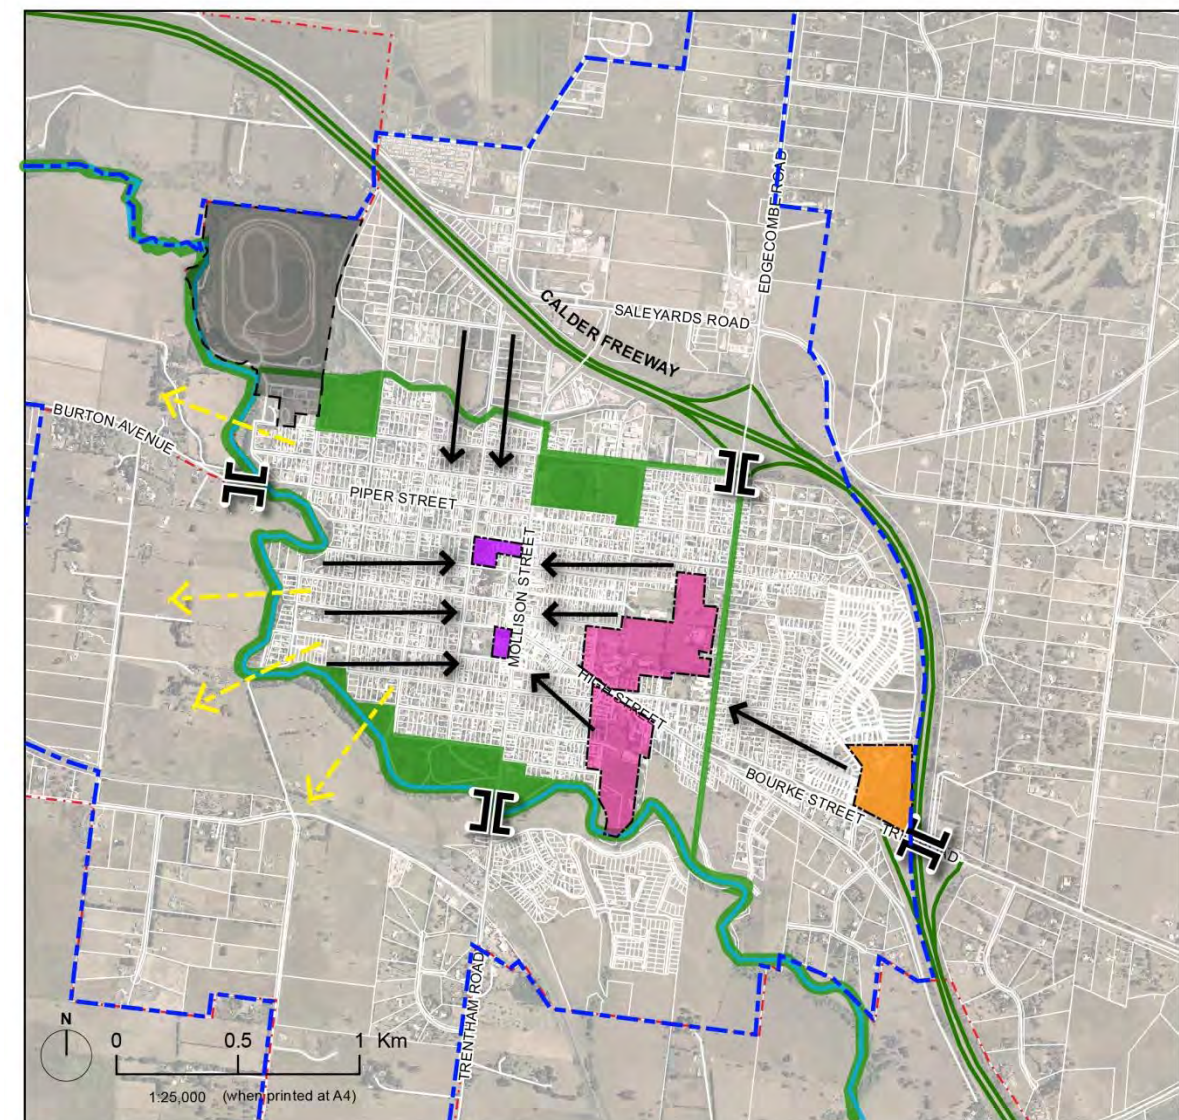 EDGECOMBE ROAD
SALEYARDS ROAD
CALDER FREEWAY
BURTON AVENUE
PIPER STREET
MOLLISON STREET
HIGH STREET
BOURKE STREET
D
TRENTHAM ROAD
N
0 0.5 1 Km
1:25,000 (when printed at A4)